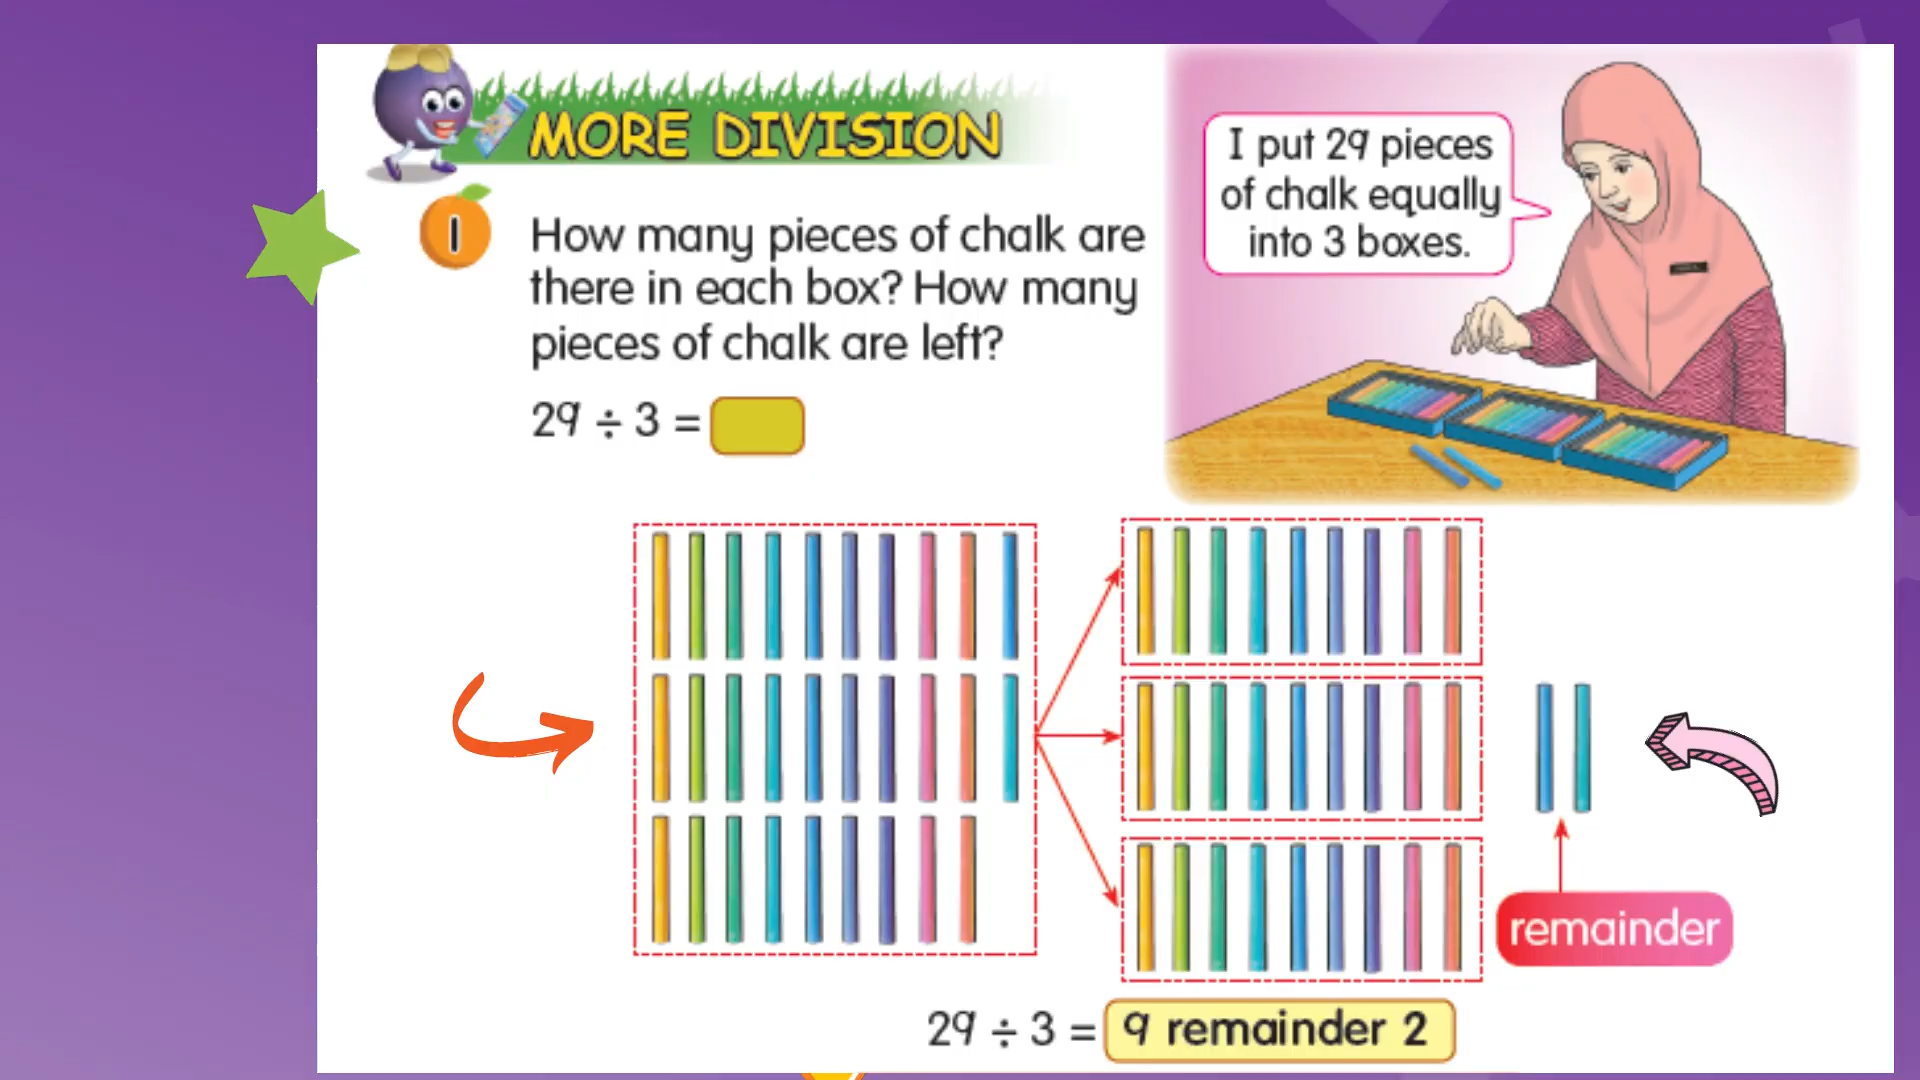 MORE DIVISION
I put 29 pieces
of chalk equally
into 3 boxes.
1
How many pieces of chalk are
there in each box? How many
pieces of chalk are left?
29 ÷ 3 =
remainder
29 ÷ 3 = 9 remainder 2